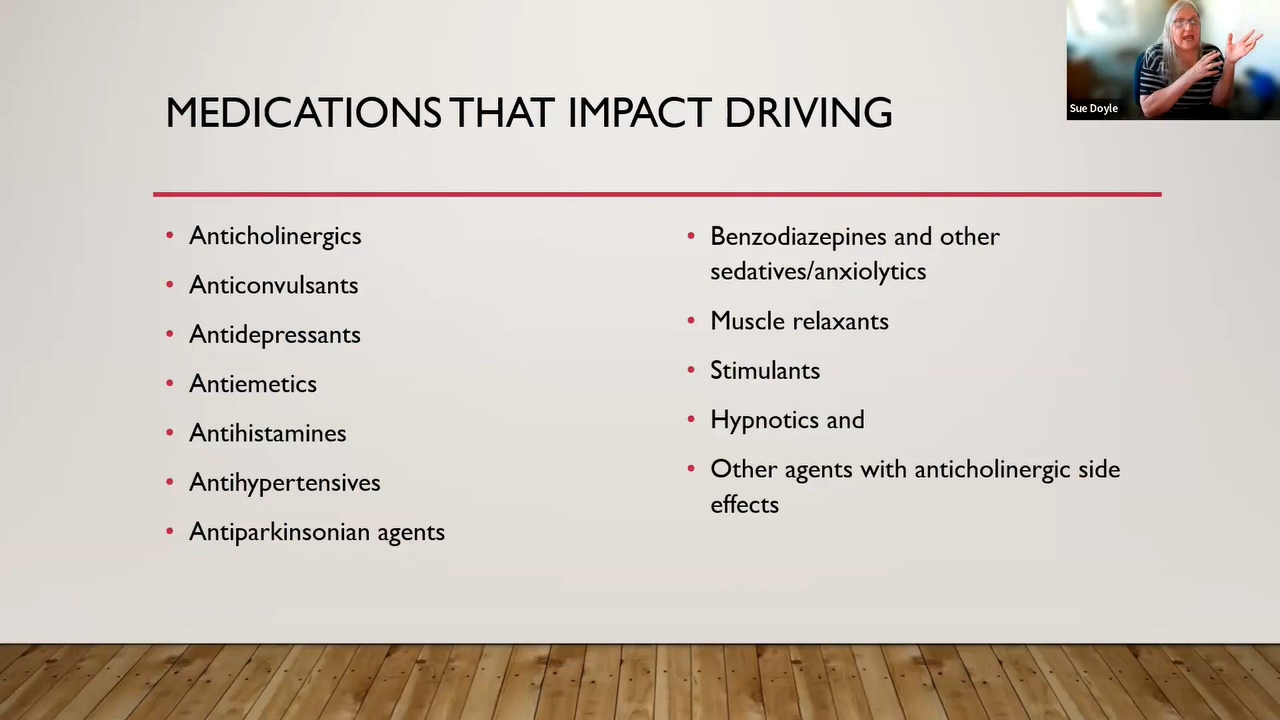 MEDICATIONS THAT IMPACT DRIVING
Sue Doyle
• Anticholinergics
• Anticonvulsants
• Antidepressants
• Antiemetics
• Antihistamines
• Antihypertensives
• Antiparkinsonian agents
• Benzodiazepines and other
sedatives/anxiolytics
• Muscle relaxants
• Stimulants
• Hypnotics and
• Other agents with anticholinergic side
effects